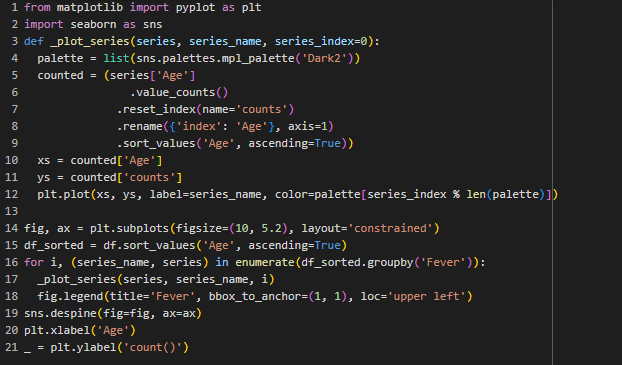 1 from matplotlib import pyplot as plt
2 import seaborn as sns
3 def _plot_series(series, series_name, series_index=0):
4   palette = list(sns.palettes.mpl_palette('Dark2'))
5   counted = (series['Age']
6                 .value_counts()
7               .reset_index(name='counts')
8               .rename({'index': 'Age'}, axis=1)
9               .sort_values('Age', ascending=True))
10   xs = counted['Age']
11   ys = counted['counts']
12   plt.plot(xs, ys, label=series_name, color=palette[series_index % len(palette)])
13
14 fig, ax = plt.subplots(figsize=(10, 5.2), layout='constrained')
15 df_sorted = df.sort_values('Age', ascending=True)
16 for i, (series_name, series) in enumerate(df_sorted.groupby('Fever')):
17   _plot_series(series, series_name, i)
18   fig.legend(title='Fever', bbox_to_anchor=(1, 1), loc='upper left')
19 sns.despine(fig=fig, ax=ax)
20 plt.xlabel('Age')
21 _ = plt.ylabel('count()')